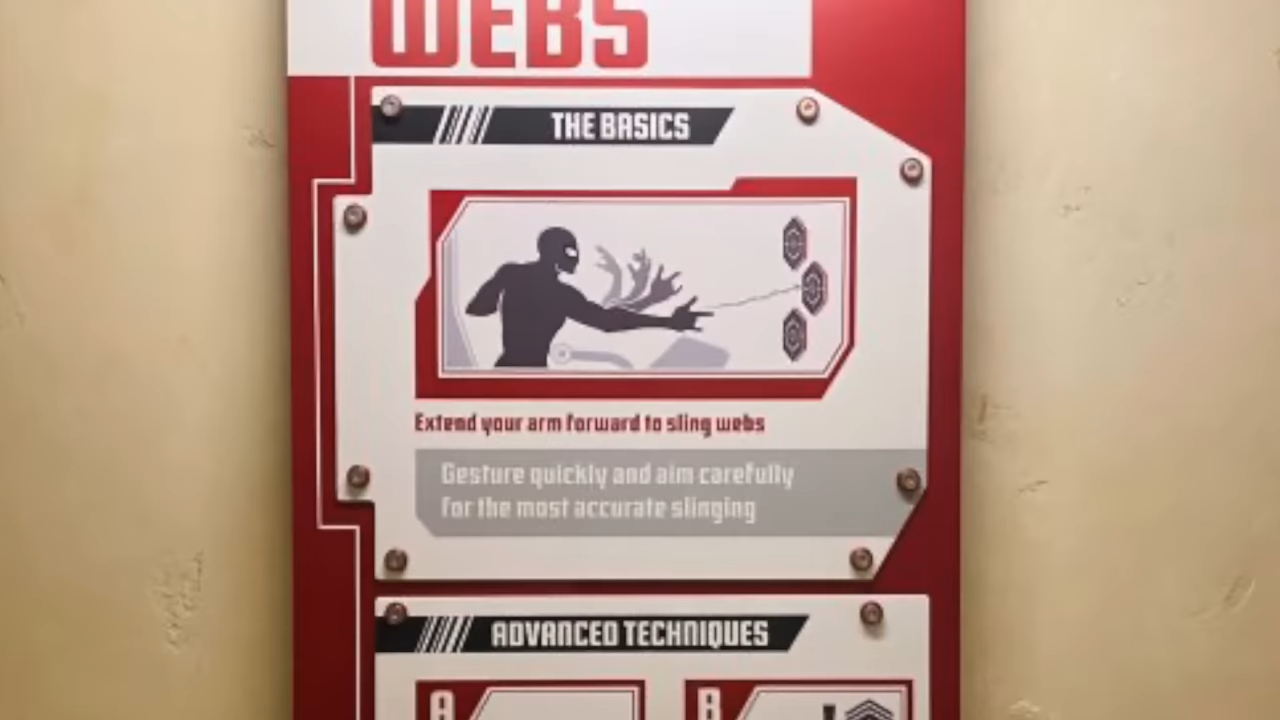 WEBS
THE BASICS
Extend your arm forward to sling webs
Gesture quickly and aim carefully
for the most accurate slinging
ADVANCED TECHNIQUES
A
B